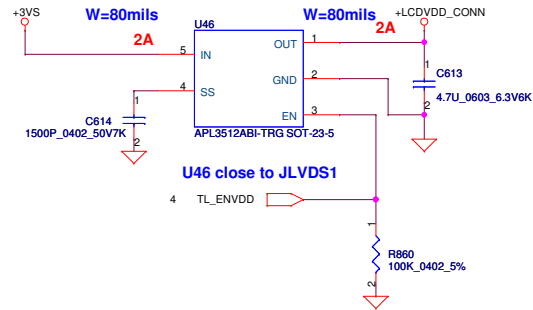 +3VS
W=80mils
2A
U46
W=80mils
2A
+LCDVDD_CONN
5
IN
OUT
1
4
SS
GND
2
EN
3
1
C614
1500P_0402_50V7K
2
APL3512ABI-TRG SOT-23-5
1
C613
4.7U_0603_6.3V6K
2
U46 close to JLVDS1
4
TL_ENVDD
1
R860
100K_0402_5%
2